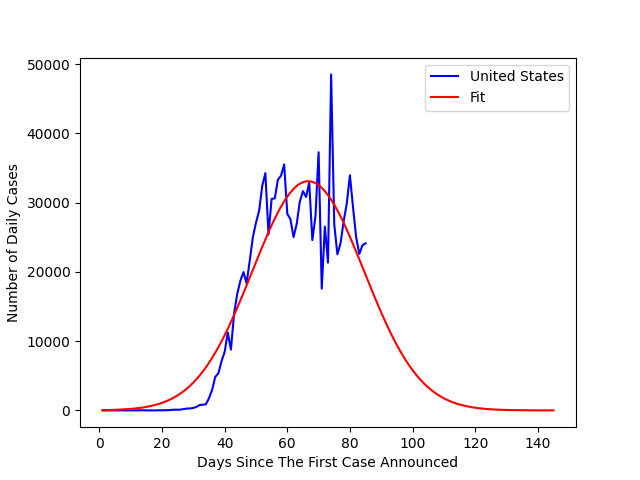 United States
Fit
50000
40000
30000
20000
10000
0
Number of Daily Cases
0 20 40 60 80 100 120 140
Days Since The First Case Announced